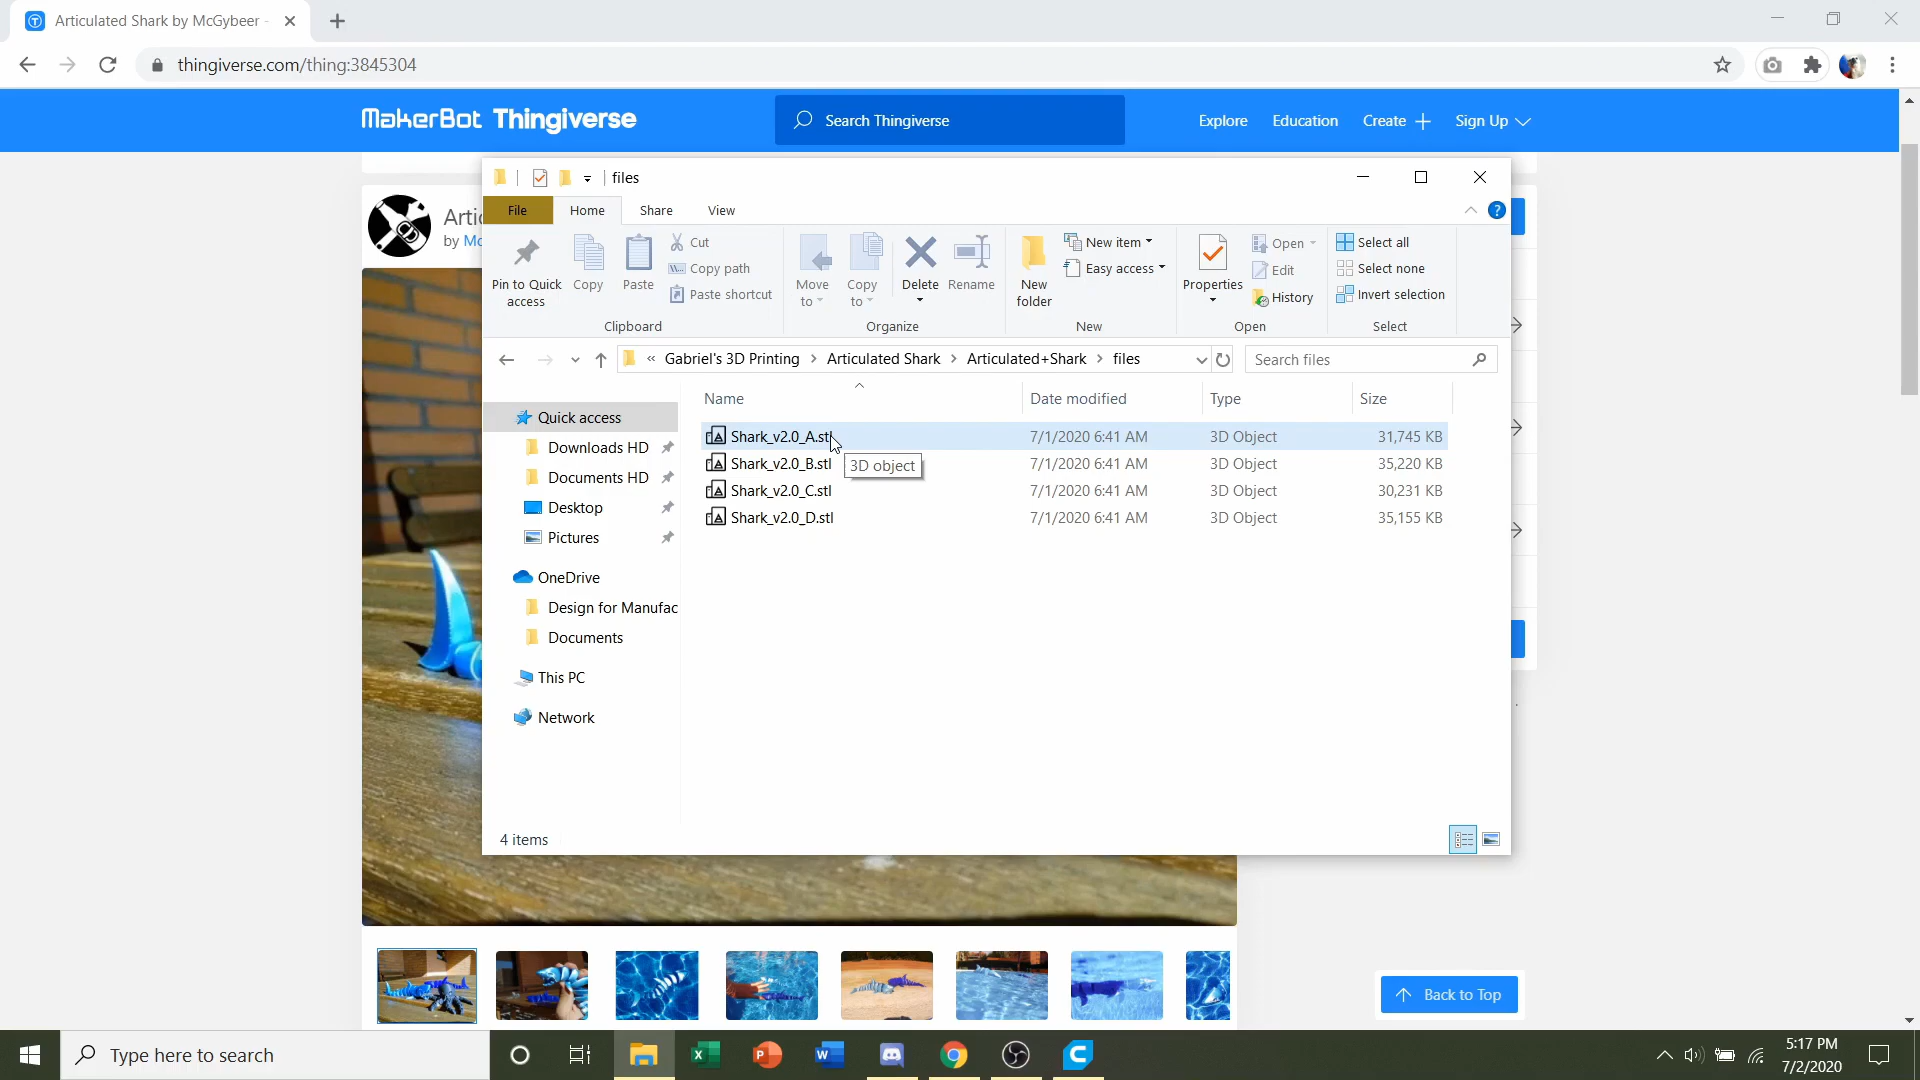 Articulated Shark by McGybeer -
thingiverse.com/thing:3845304
MakerBot Thingiverse
Search Thingiverse
Explore
Education
Create
Sign Up
files
Artic
by Mc
File
Home
Share
View
Pin to Quick access
Copy
Paste
Cut
Copy path
Paste shortcut
Clipboard
Move to
Copy to
Delete
Rename
Organize
New folder
New item
Easy access
New
Properties
Open
Edit
History
Open
Select all
Select none
Invert selection
Select
« Gabriel's 3D Printing > Articulated Shark > Articulated+Shark > files
Search files
Name
Date modified
Type
Size
Quick access
Downloads HD
Documents HD
Desktop
Pictures
OneDrive
Design for Manufac
Documents
This PC
Network
Shark_v2.0_A.stl 7/1/2020 6:41 AM 3D Object 31,745 KB
Shark_v2.0_B.stl 7/1/2020 6:41 AM 3D Object 35,220 KB
3D object
Shark_v2.0_C.stl 7/1/2020 6:41 AM 3D Object 30,231 KB
Shark_v2.0_D.stl 7/1/2020 6:41 AM 3D Object 35,155 KB
4 items
Back to Top
Type here to search
5:17 PM
7/2/2020